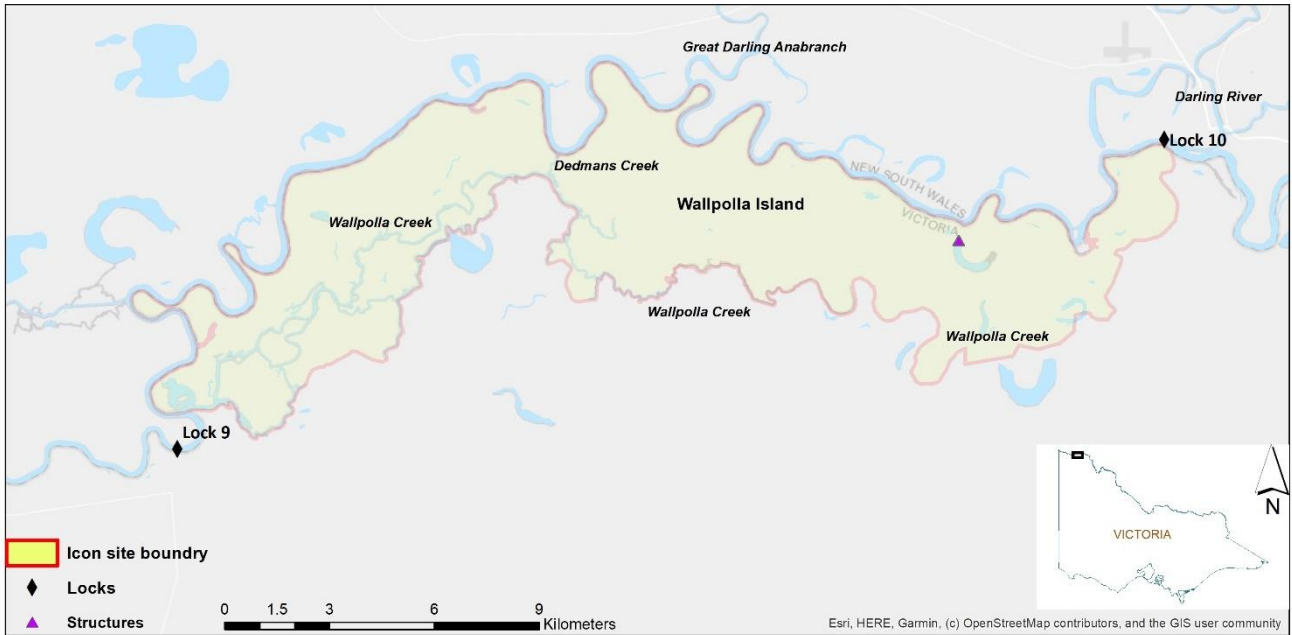 Great Darling Anabranch
Darling River
Lock 10
Dedmans Creek
NEW SOUTH WALES
Wallpolla Island
Wallpolla Creek
VICTORIA
Wallpolla Creek
Wallpolla Creek
Lock 9
N
VICTORIA
Icon site boundry
Locks
Structures
0 1.5 3 6 9
Kilometers
Esri, HERE, Garmin, (c) OpenStreetMap contributors, and the GIS user community